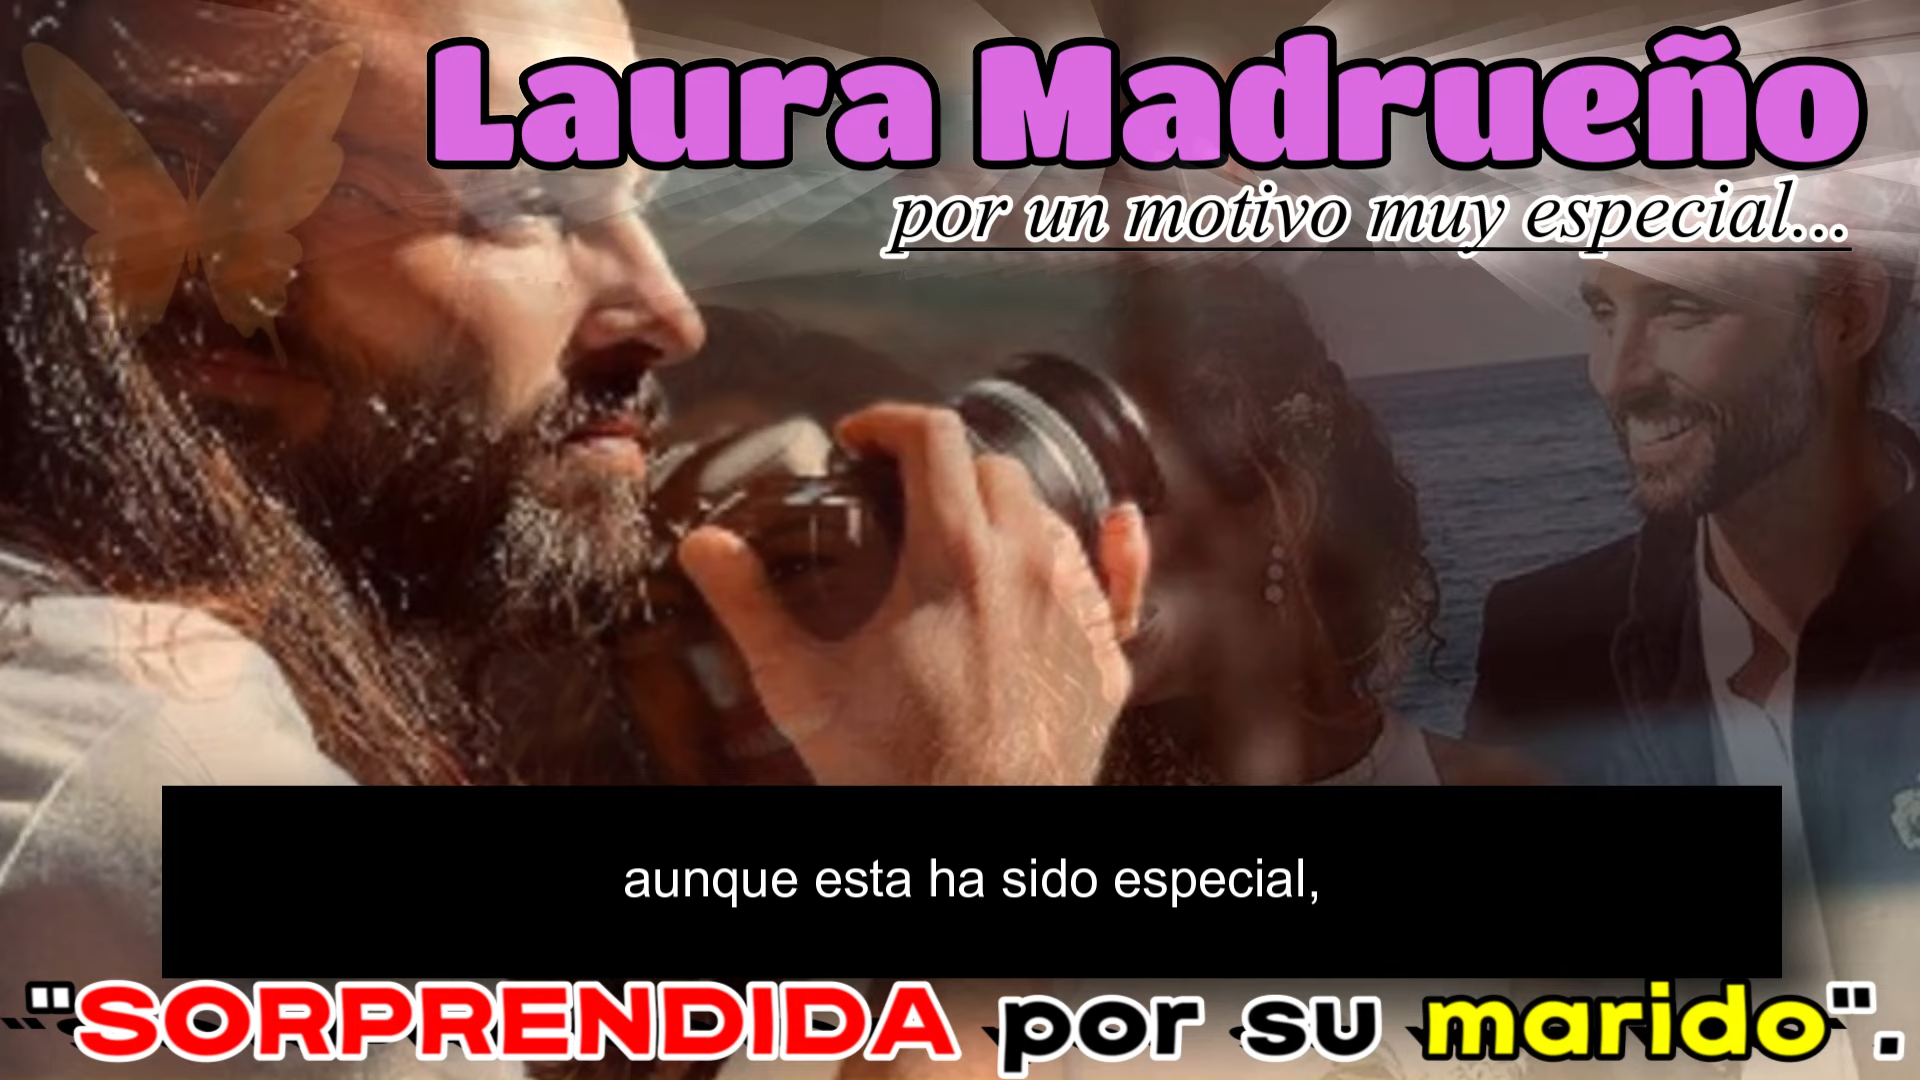 Laura Madrueño
por un motivo muy especial...
aunque esta ha sido especial,
"SORPRENDIDA por su marido".